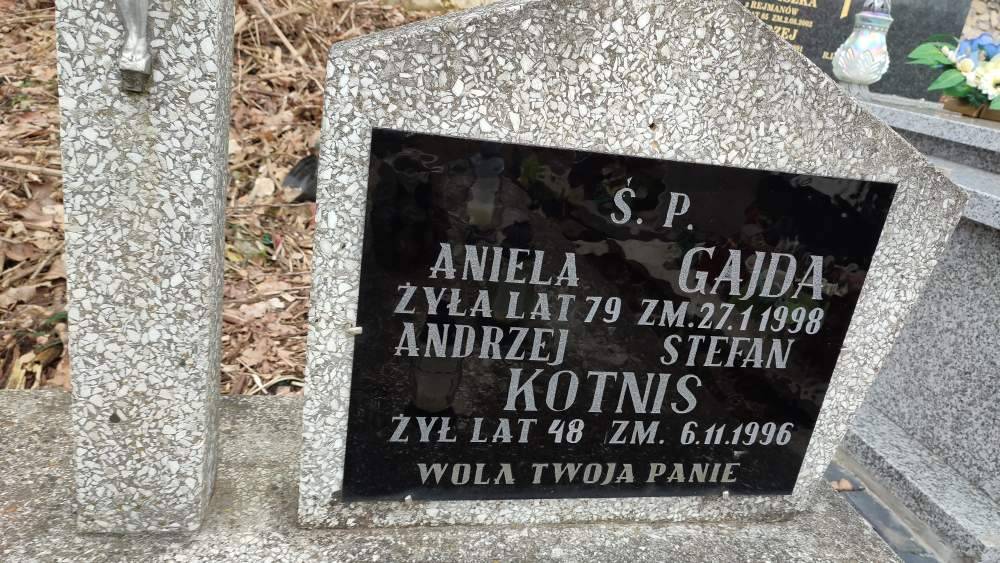 Z REJMANÓW
Ś. P.
ANIELA GAJDA
ŻYŁA LAT 79 ZM. 27.1 1998
ANDRZEJ STEFAN
KOTNIS
ŻYŁ LAT 48 ZM. 6.11.1996
WOLA TWOJA PANIE